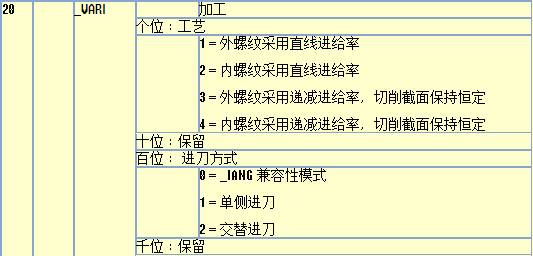 20 _VARI 加工
个位：工艺
1 = 外螺纹采用直线进给率
2 = 内螺纹采用直线进给率
3 = 外螺纹采用递减进给率，切削截面保持恒定
4 = 内螺纹采用递减进给率，切削截面保持恒定
十位：保留
百位： 进刀方式
0 = _IANG 兼容性模式
1 = 单侧进刀
2 = 交替进刀
千位：保留